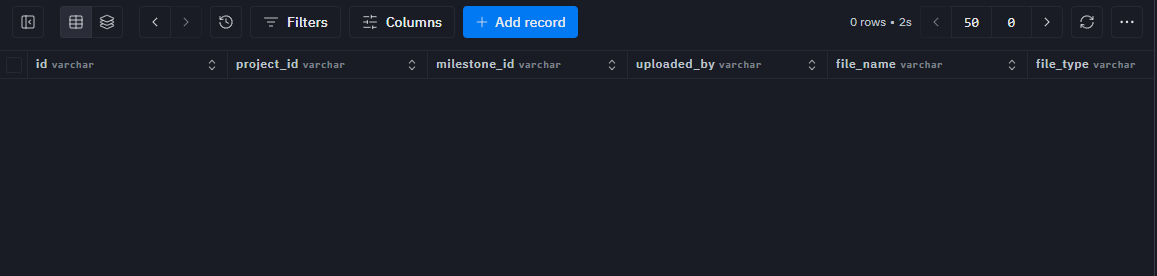 Filters Columns + Add record 0 rows • 2s 50 0
id varchar project_id varchar milestone_id varchar uploaded_by varchar file_name varchar file_type varchar